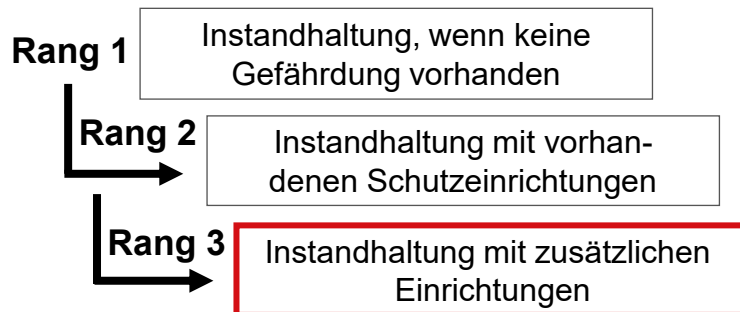 Rang 1
Instandhaltung, wenn keine
Gefährdung vorhanden
Rang 2
Instandhaltung mit vorhan-
denen Schutzeinrichtungen
Rang 3
Instandhaltung mit zusätzlichen
Einrichtungen